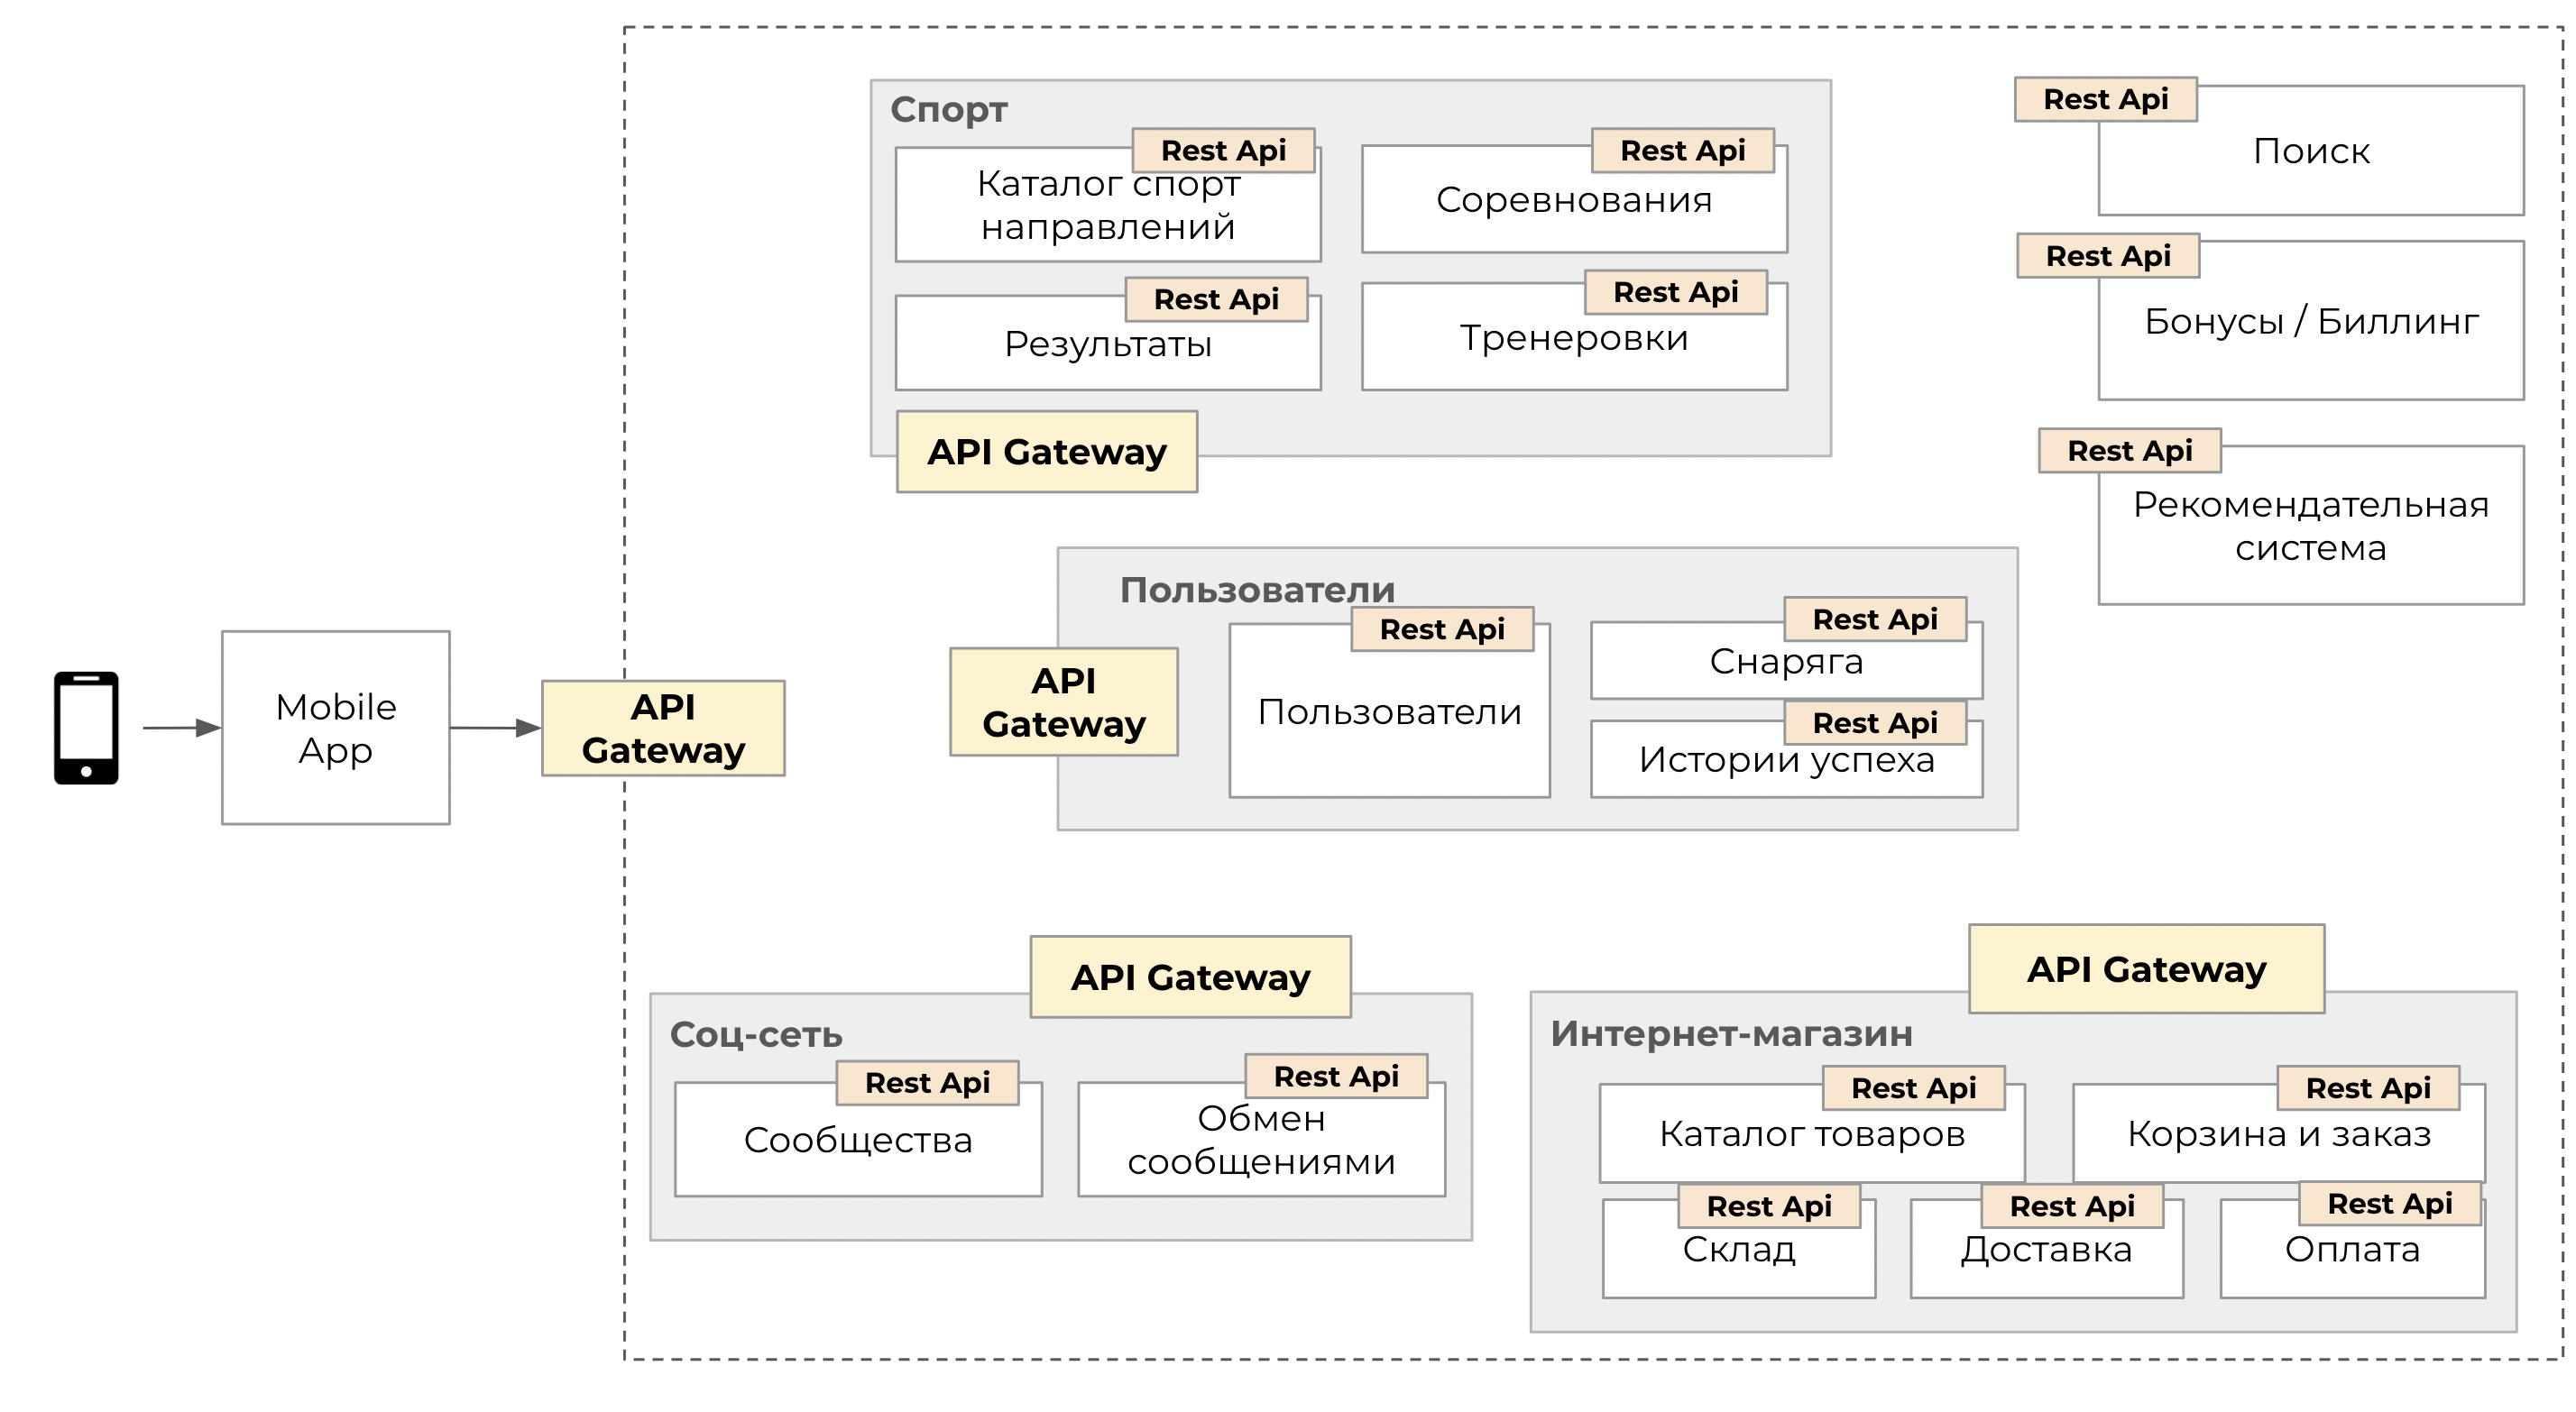 Спорт
Rest Api
Каталог спорт
направлений
Rest Api
Соревнования
Rest Api
Результаты
Rest Api
Тренеровки
API Gateway
Rest Api
Поиск
Rest Api
Бонусы / Биллинг
Rest Api
Рекомендательная
система
Mobile
App
API
Gateway
Пользователи
API
Gateway
Rest Api
Пользователи
Rest Api
Снаряга
Rest Api
Истории успеха
API Gateway
Соц-сеть
Rest Api
Сообщества
Rest Api
Обмен
сообщениями
API Gateway
Интернет-магазин
Rest Api
Каталог товаров
Rest Api
Корзина и заказ
Rest Api
Склад
Rest Api
Доставка
Rest Api
Оплата